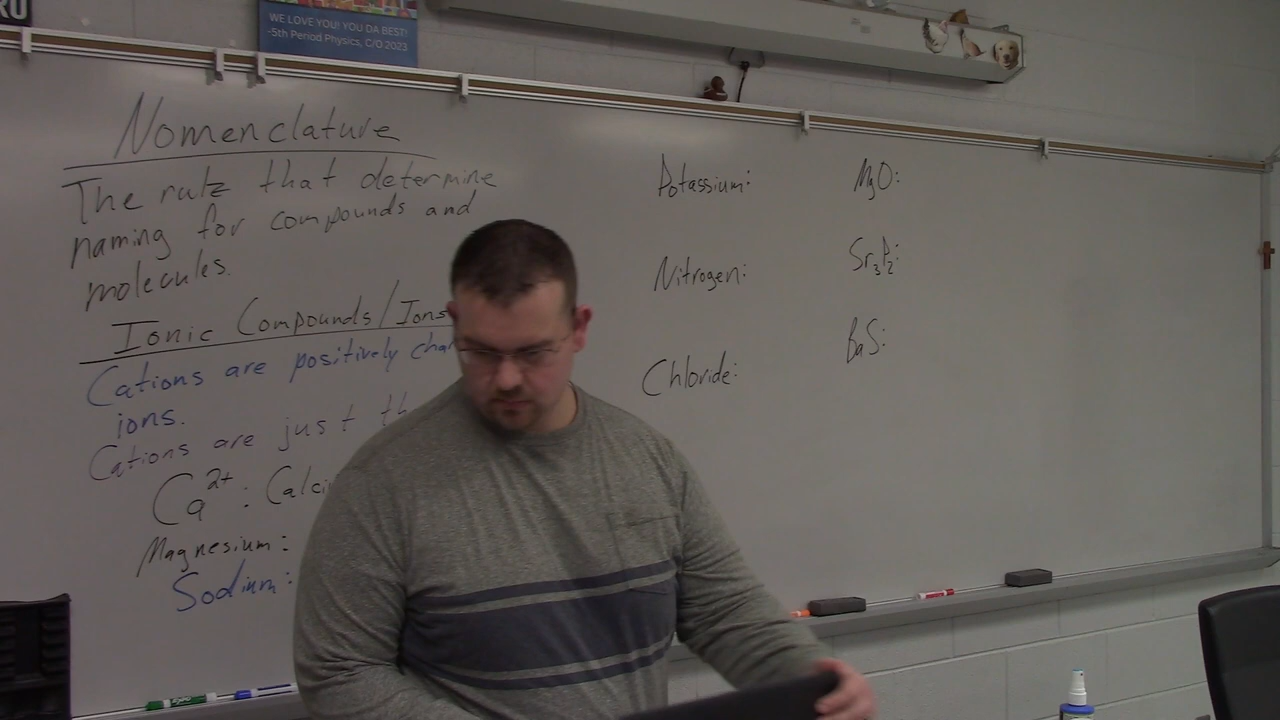 RU
WE LOVE YOU! YOU DA BEST!
-5th Period Physics, C/O 2023
Nomenclature
The rule that determine
naming for compounds and
molecules.
Ionic Compounds/Ions
Cations are positively
ions.
Cations are just
Ca²⁺: 
Magnesium:
Sodium:
Potassium:
Nitrogen:
Chloride:
MgO:
Sr₃P₂:
BaS: